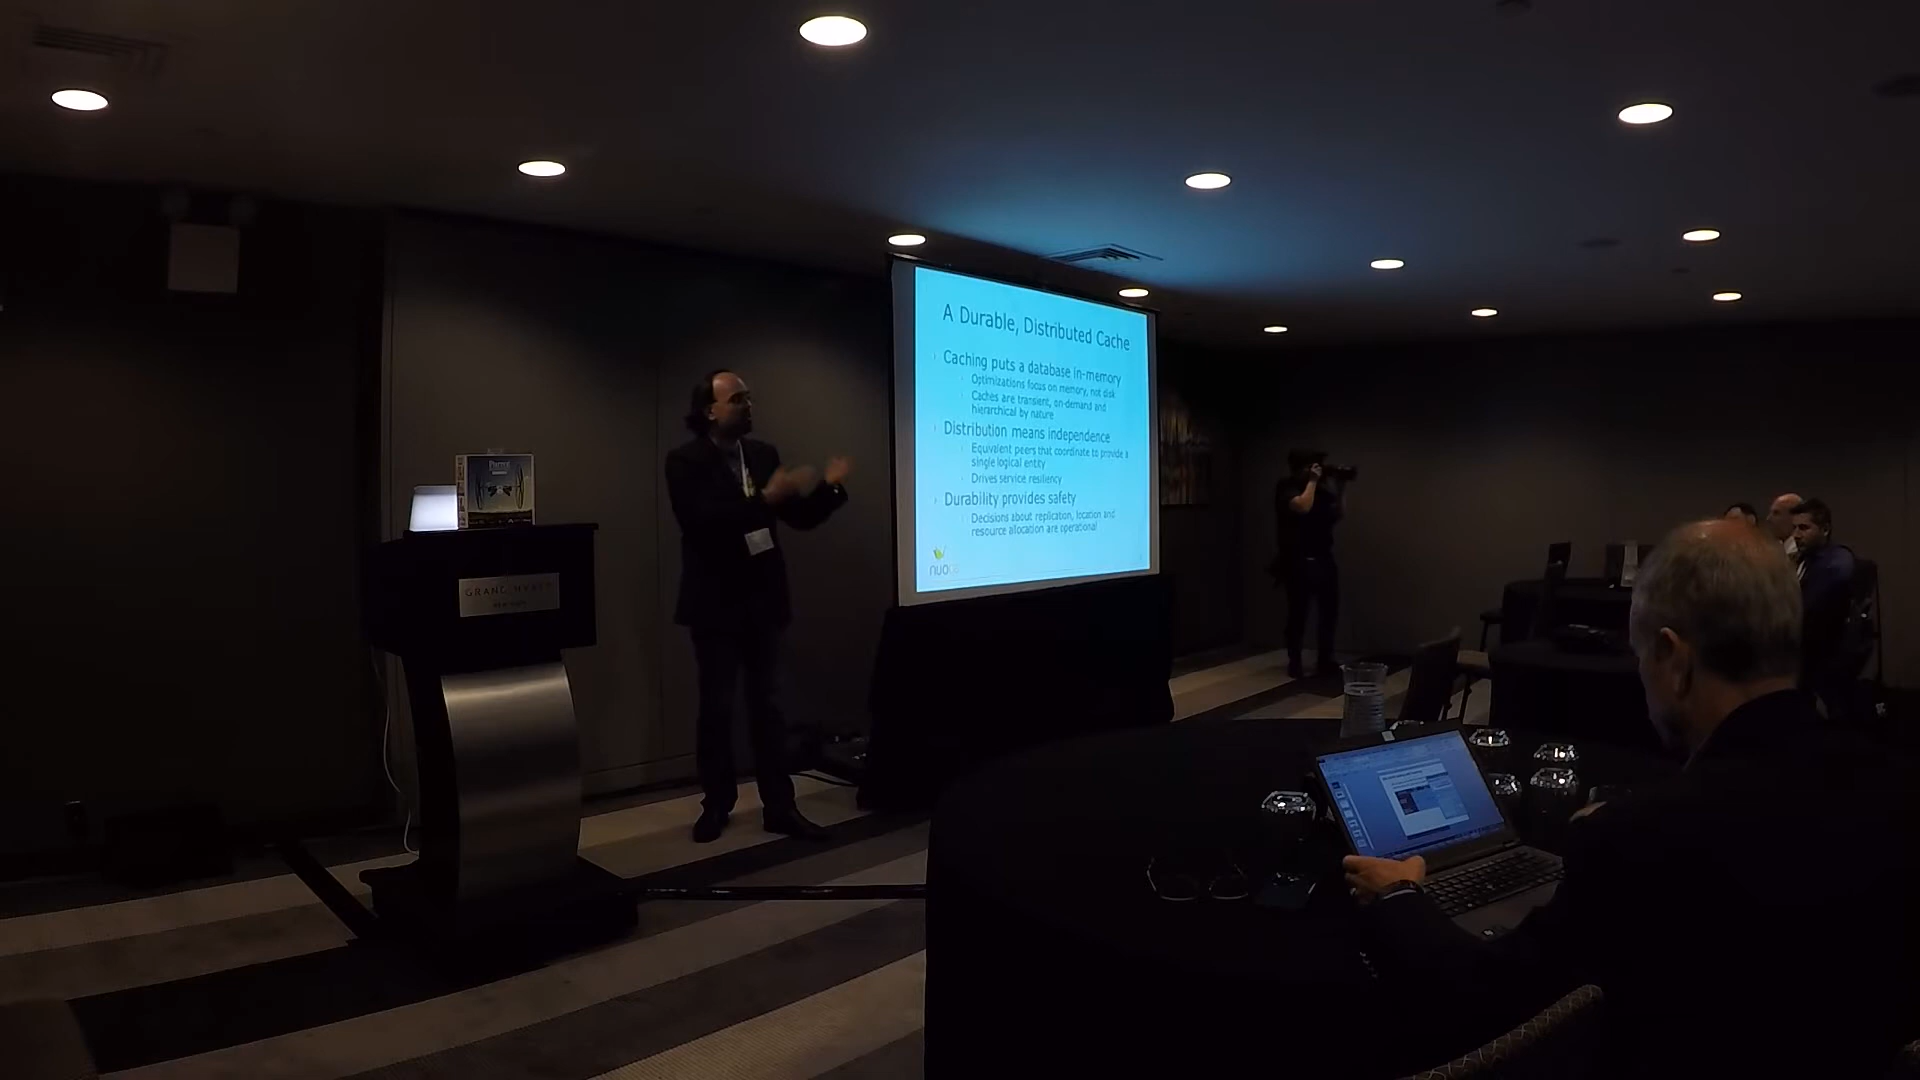 A Durable, Distributed Cache
Caching puts a database in-memory
Optimizations focus on memory, not disk
Caches are transient, on-demand and
hierarchical by nature
Distribution means independence
Equivalent peers that coordinate to provide a
single logical entity
Drives service resiliency
Durability provides safety
Decisions about replication, location and
resource allocation are operational
NUODB
Parrot
GRAND HYATT
NEW YORK